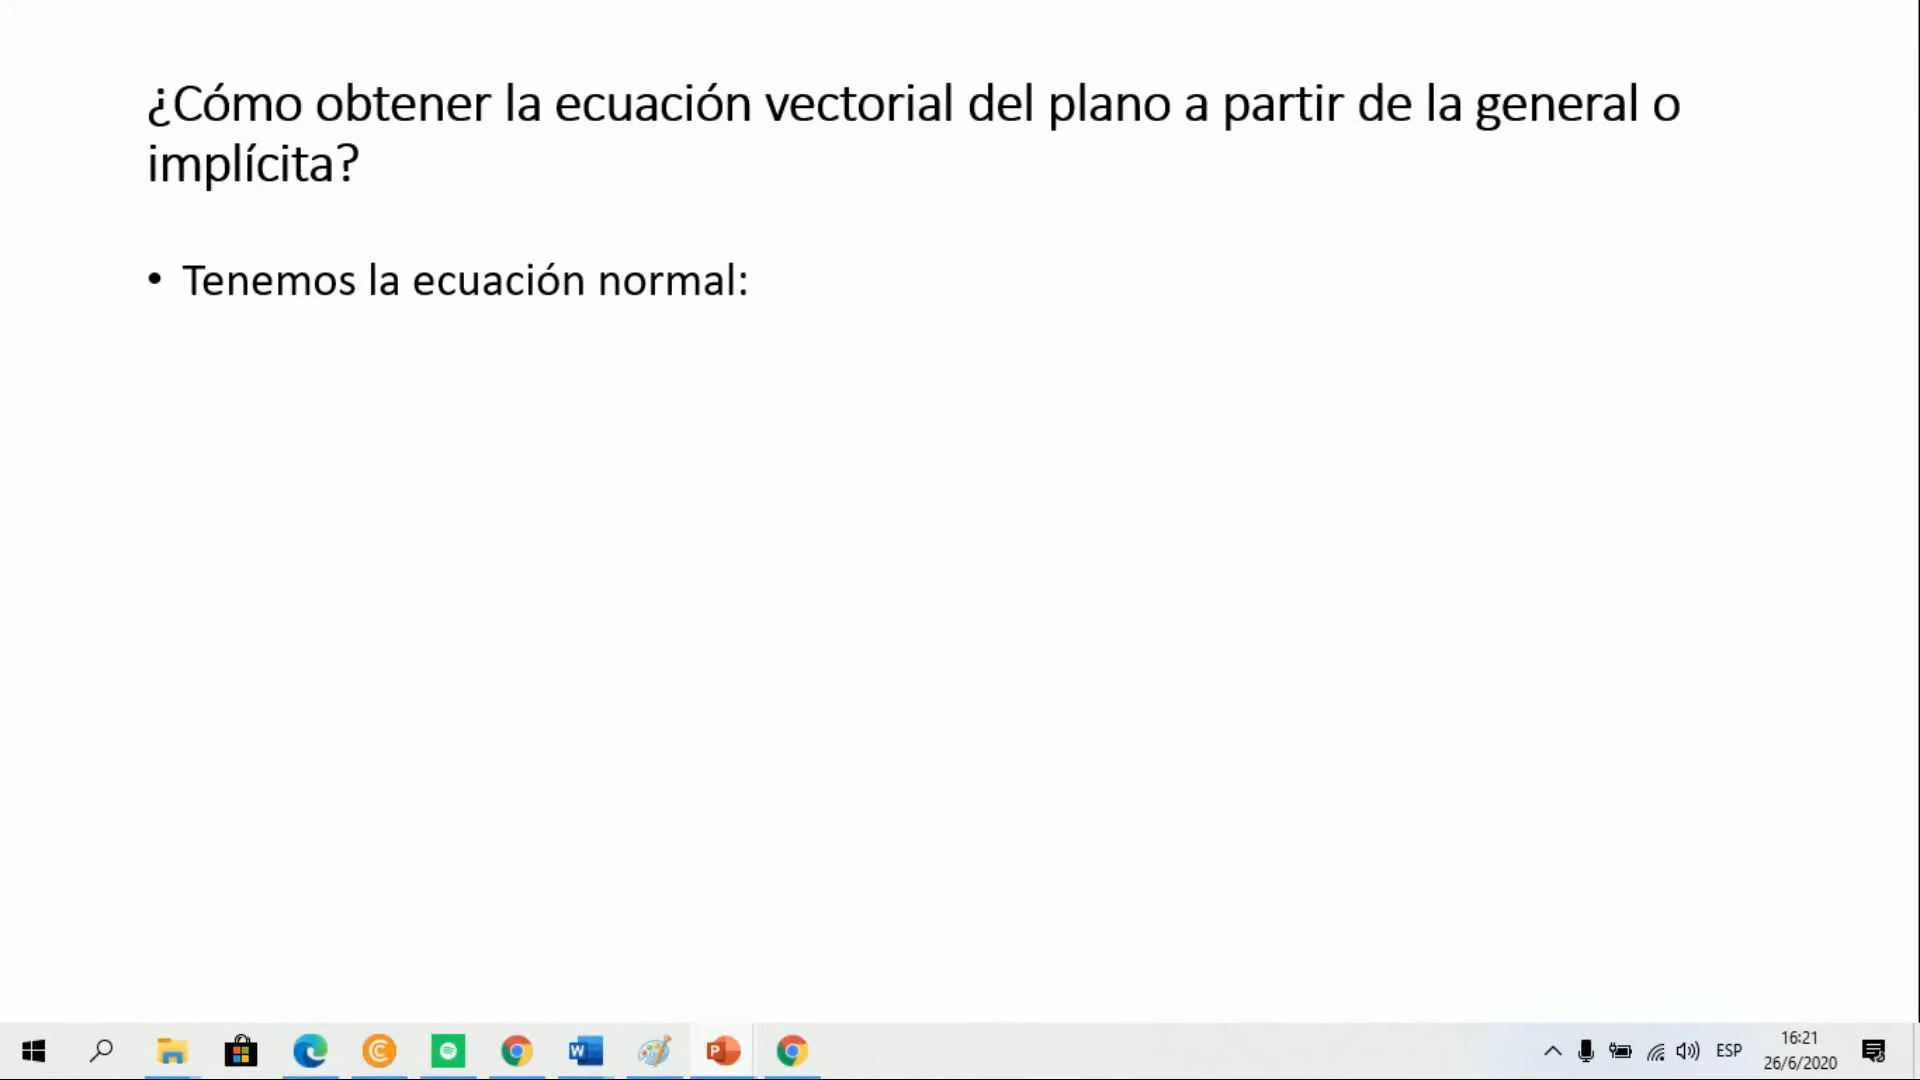 ¿Cómo obtener la ecuación vectorial del plano a partir de la general o
implícita?
• Tenemos la ecuación normal:
ESP
16:21
26/6/2020